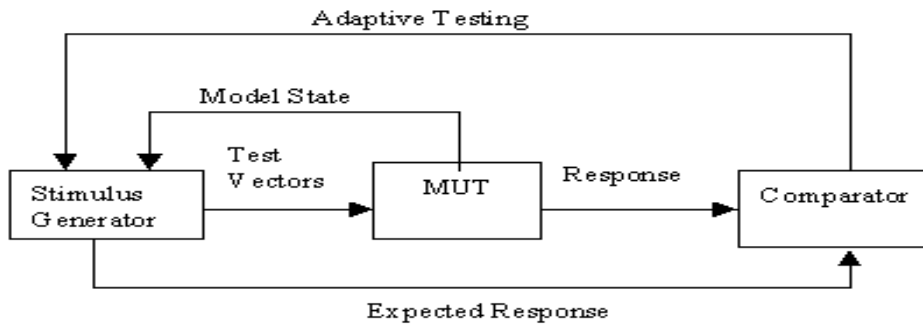 Adaptive Testing
Model State
Test
Vectors
Stimulus
Generator
MUT
Response
Comparator
Expected Response